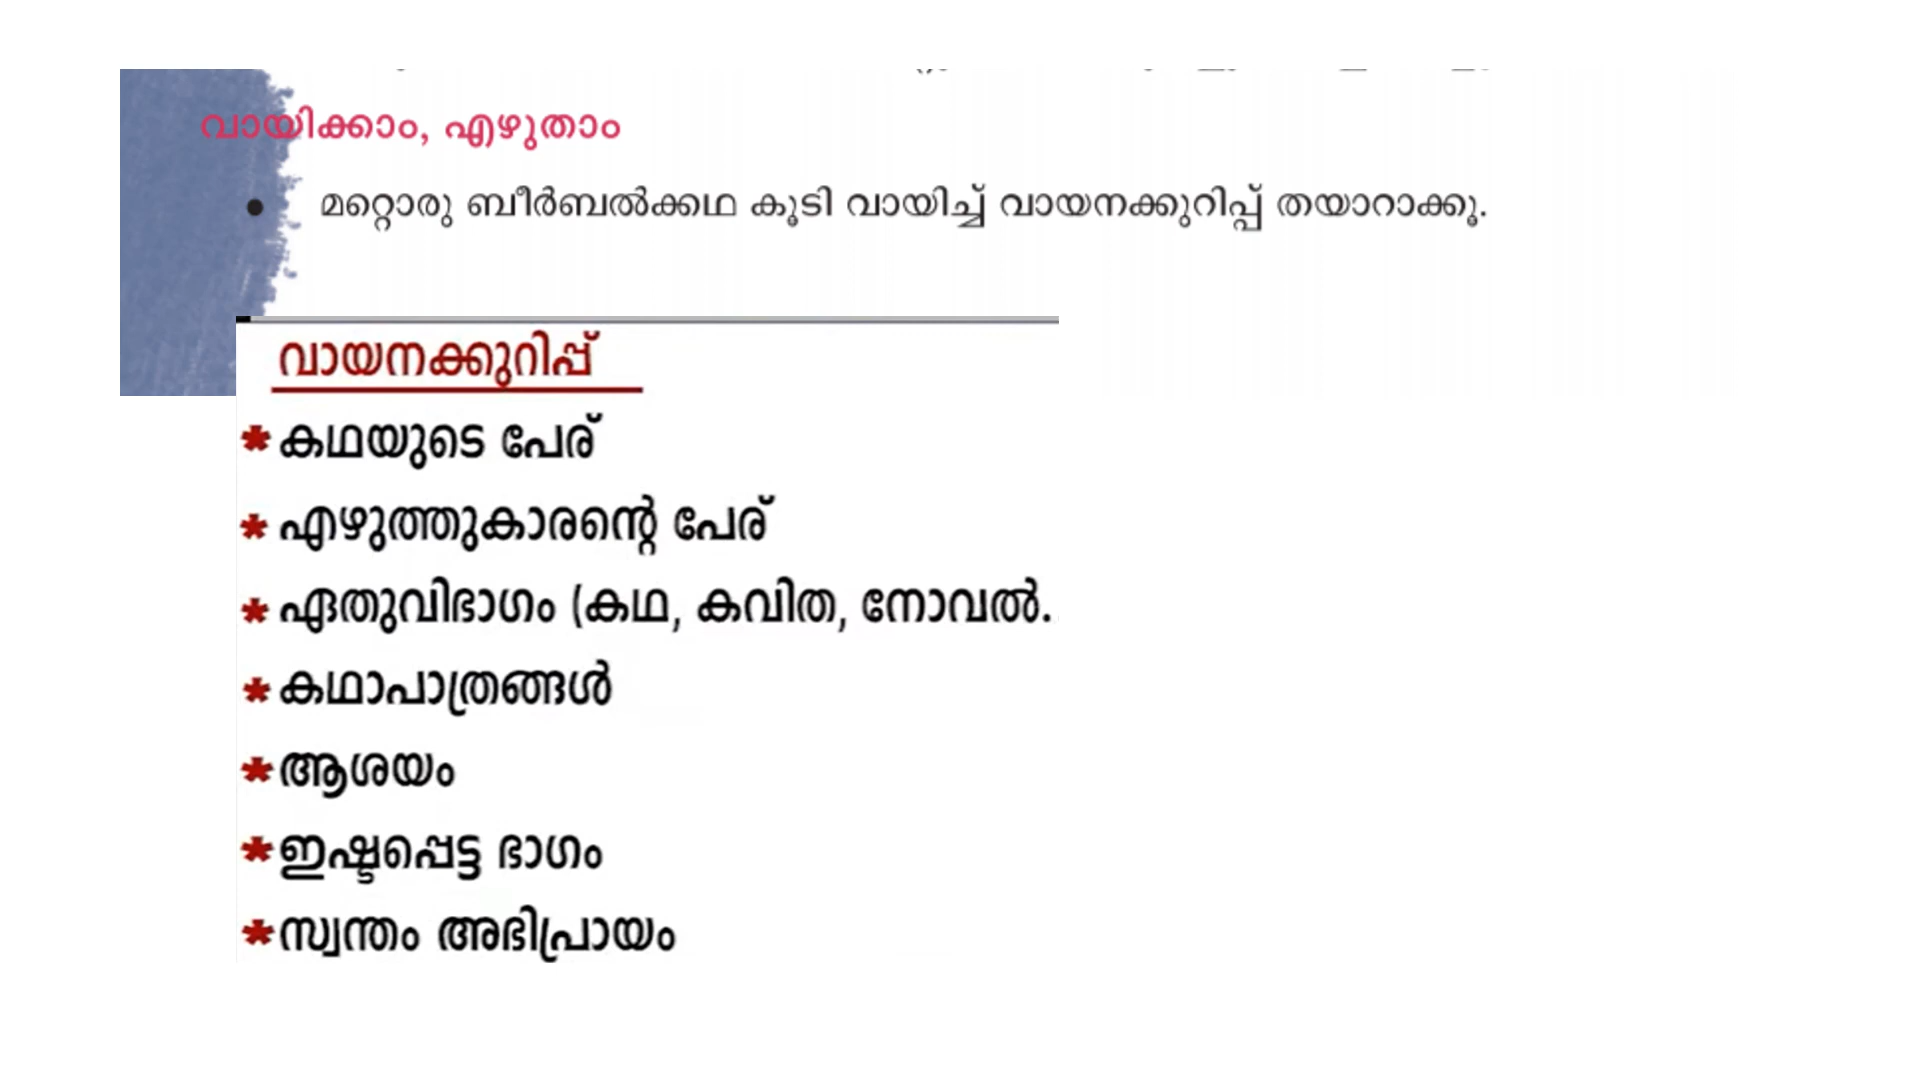 വായിക്കാം, എഴുതാം
• മറ്റൊരു ബീർബൽക്കഥ കൂടി വായിച്ച് വായനക്കുറിപ്പ് തയാറാക്കൂ.
വായനക്കുറിപ്പ്
* കഥയുടെ പേര്
* എഴുത്തുകാരന്റെ പേര്
* ഏതുവിഭാഗം (കഥ, കവിത, നോവൽ.
* കഥാപാത്രങ്ങൾ
* ആശയം
* ഇഷ്ടപ്പെട്ട ഭാഗം
* സ്വന്തം അഭിപ്രായം